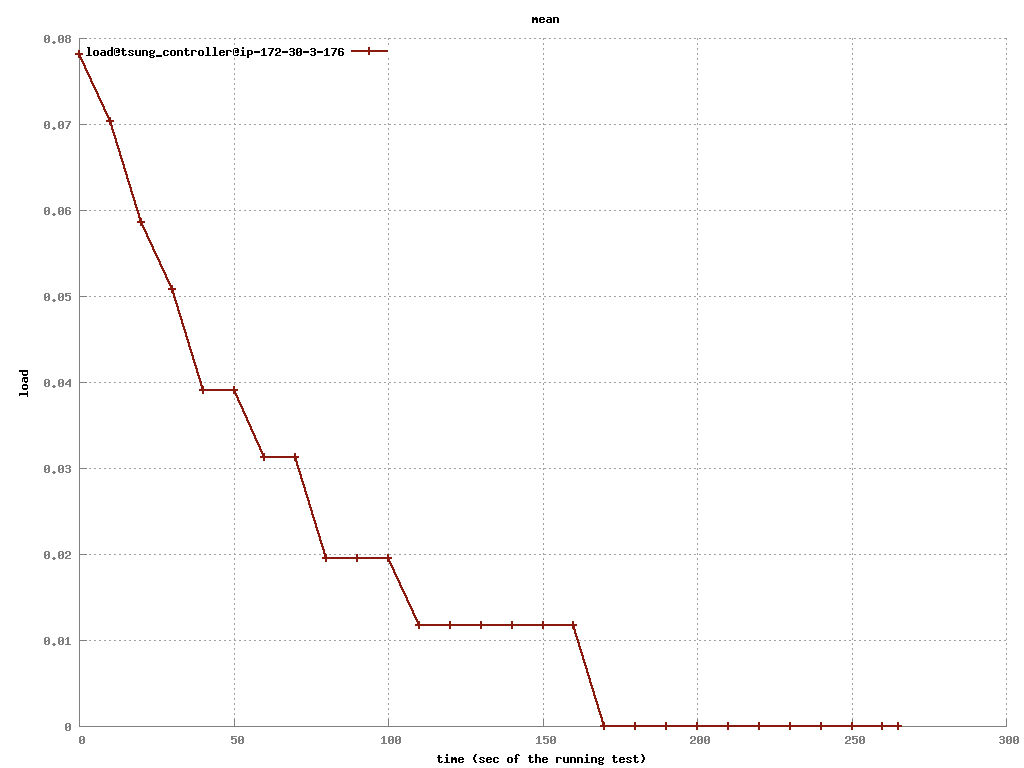 mean
load@tsung_controller@ip-172-30-3-176
0.08
0.07
0.06
0.05
0.04
0.03
0.02
0.01
0
load
0 50 100 150 200 250 300
time (sec of the running test)